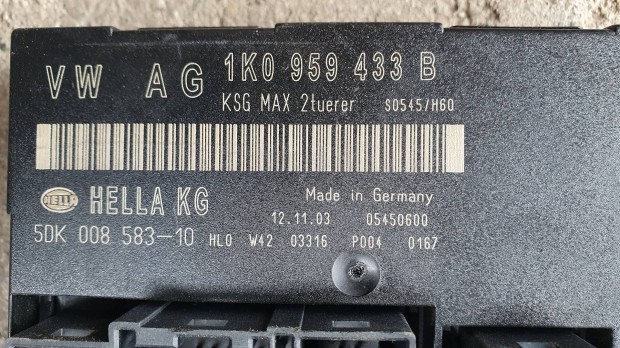 VW AG 1K0 959 433 B
KSG MAX 2tuerer S0545/H60
HELLA HELLA KG Made in Germany
12.11.03 05450600
5DK 008 583-10 HL0 W42 03316 P004 0167